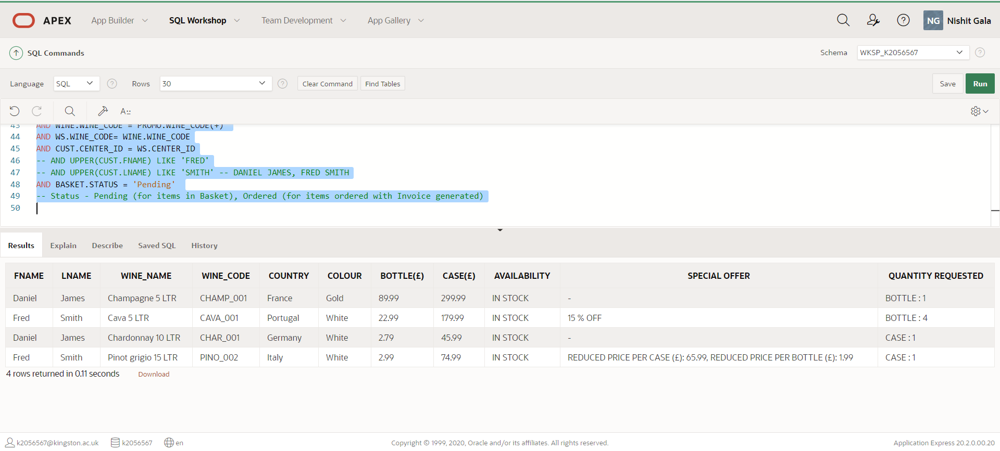 APEX App Builder SQL Workshop Team Development App Gallery NG Nishit Gala
SQL Commands Schema WKSP_K2056567 ?
Language SQL ? Rows 30 ? Clear Command Find Tables Save Run
A::
43 AND WINE.WINE_CODE = PROMO.WINE_CODE(+)
44 AND WS.WINE_CODE= WINE.WINE_CODE
45 AND CUST.CENTER_ID = WS.CENTER_ID
46 -- AND UPPER(CUST.FNAME) LIKE 'FRED'
47 -- AND UPPER(CUST.LNAME) LIKE 'SMITH' -- DANIEL JAMES, FRED SMITH
48 AND BASKET.STATUS = 'Pending'
49 -- Status - Pending (for items in Basket), Ordered (for items ordered with Invoice generated)
50
Results Explain Describe Saved SQL History
FNAME LNAME WINE_NAME WINE_CODE COUNTRY COLOUR BOTTLE(£) CASE(£) AVAILABILITY SPECIAL OFFER QUANTITY REQUESTED
Daniel James Champagne 5 LTR CHAMP_001 France Gold 89.99 299.99 IN STOCK - BOTTLE : 1
Fred Smith Cava 5 LTR CAVA_001 Portugal White 22.99 179.99 IN STOCK 15 % OFF BOTTLE : 4
Daniel James Chardonnay 10 LTR CHAR_001 Germany White 2.79 45.99 IN STOCK - CASE : 1
Fred Smith Pinot grigio 15 LTR PINO_002 Italy White 2.99 74.99 IN STOCK REDUCED PRICE PER CASE (£): 65.99, REDUCED PRICE PER BOTTLE (£): 1.99 CASE : 1
4 rows returned in 0.11 seconds Download
k2056567@kingston.ac.uk k2056567 en Copyright © 1999, 2020, Oracle and/or its affiliates. All rights reserved. Application Express 20.2.0.00.20